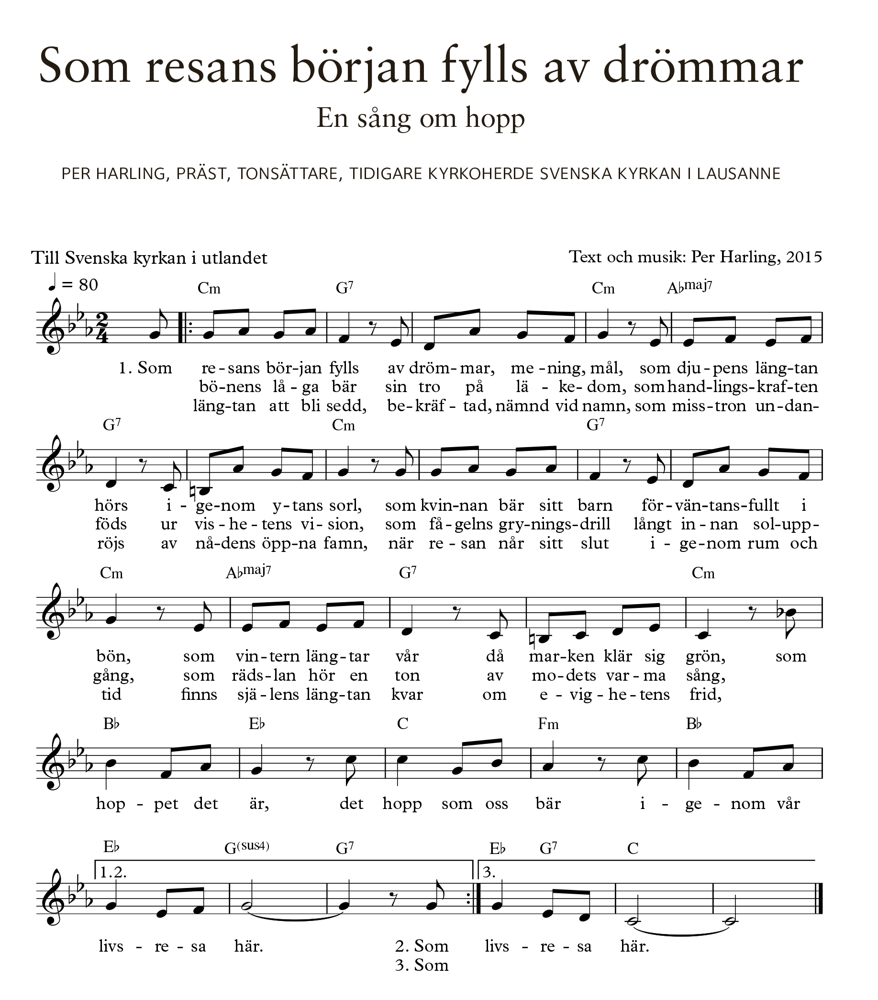 Som resans början fylls av drömmar
En sång om hopp
PER HARLING, PRÄST, TONSÄTTARE, TIDIGARE KYRKOHERDE SVENSKA KYRKAN I LAUSANNE
Till Svenska kyrkan i utlandet
Text och musik: Per Harling, 2015
♩ = 80
Cm G7 Cm A♭maj7
2
4
1. Som re - sans bör - jan fylls av dröm - mar, me - ning, mål, som dju - pens läng - tan
bö - nens lå - ga bär sin tro på lä - ke - dom, som hand - lings - kraf - ten
läng - tan att bli sedd, be - kräf - tad, nämnd vid namn, som miss - tron un - dan -
G7 Cm G7
hörs i - ge - nom y - tans sorl, som kvin - nan bär sitt barn för - vän - tans - fullt i
föds ur vis - he - tens vi - sion, som få - gelns gry - nings - drill långt in - nan sol - upp -
röjs av nå - dens öpp - na famn, när re - san når sitt slut i - ge - nom rum och
Cm A♭maj7 G7 Cm
bön, som vin - tern läng - tar vår då mar - ken klär sig grön, som
gång, som räds - lan hör en ton av mo - dets var - ma sång,
tid finns sjä - lens läng - tan kvar om e - vig - he - tens frid,
B♭ E♭ C Fm B♭
hop - pet det är, det hopp som oss bär i - ge - nom vår
E♭ G(sus4) G7 E♭ G7 C
1.2. 3.
livs - re - sa här. 2. Som livs - re - sa här.
3. Som